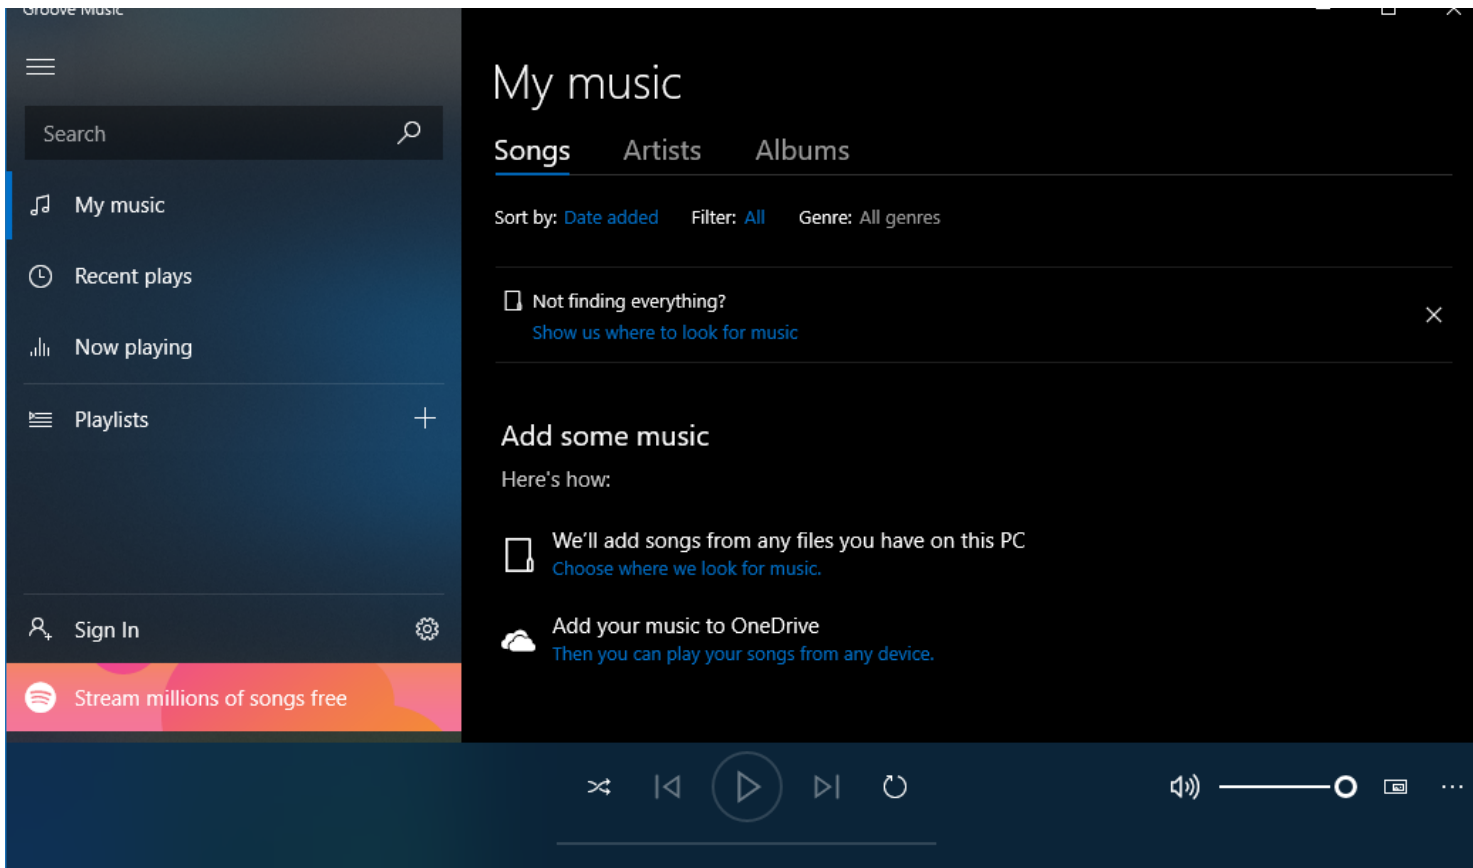 Groove Music
Search
My music
Recent plays
Now playing
Playlists
Sign In
Stream millions of songs free
My music
Songs Artists Albums
Sort by: Date added Filter: All Genre: All genres
Not finding everything?
Show us where to look for music
Add some music
Here's how:
We'll add songs from any files you have on this PC
Choose where we look for music.
Add your music to OneDrive
Then you can play your songs from any device.